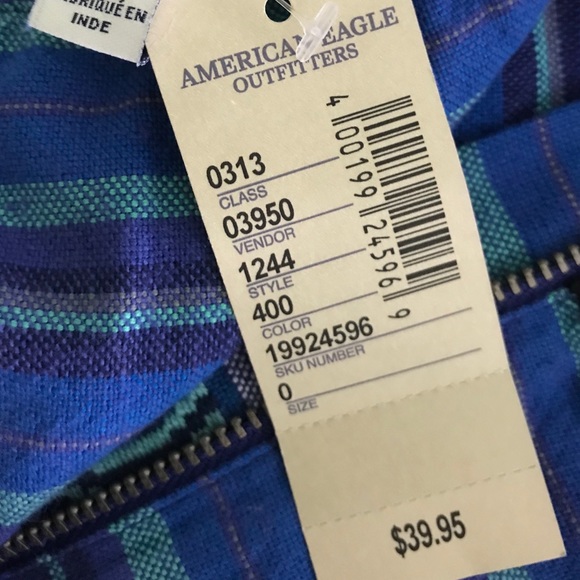 FABRIQUÉ EN
INDE
AMERICAN EAGLE
OUTFITTERS
0313
CLASS
03950
VENDOR
1244
STYLE
400
COLOR
19924596
SKU NUMBER
0
SIZE
4 00199 24596 9
$39.95